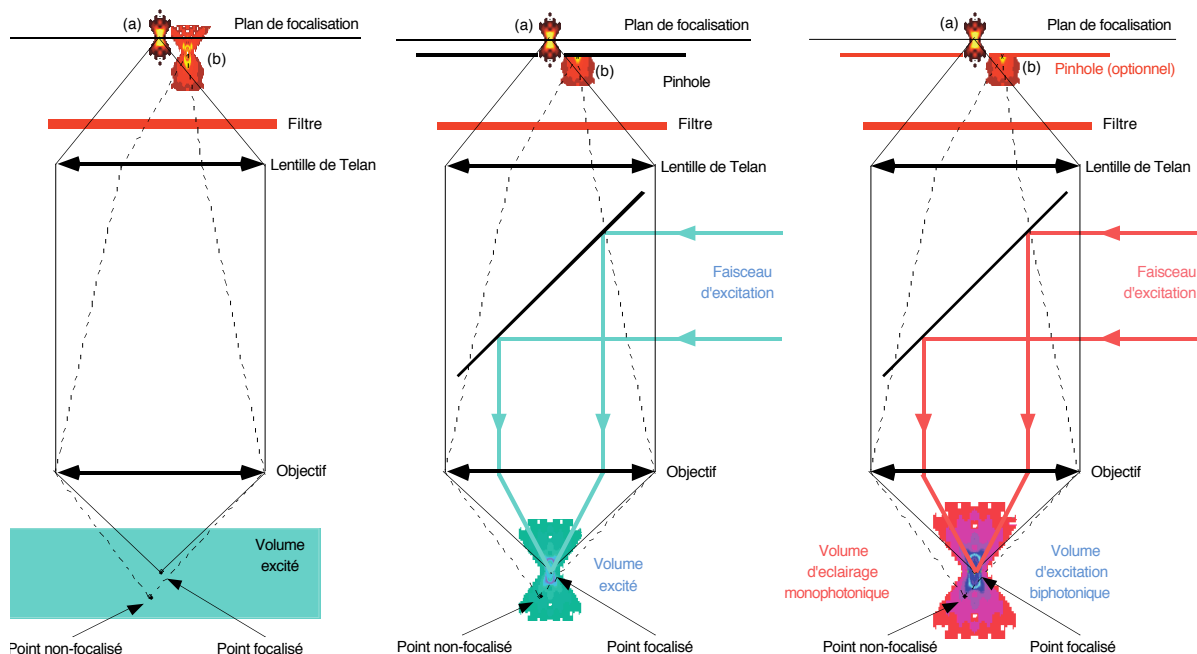 (a)
Plan de focalisation
(b)
Filtre
Lentille de Telan
Objectif
Volume
excité
Point non-focalisé
Point focalisé
(a)
Plan de focalisation
(b)
Pinhole
Filtre
Lentille de Telan
Faisceau
d'excitation
Objectif
Volume
excité
Point non-focalisé
Point focalisé
(a)
Plan de focalisation
(b)
Pinhole (optionnel)
Filtre
Lentille de Telan
Faisceau
d'excitation
Objectif
Volume
d'eclairage
monophotonique
Volume
d'excitation
biphotonique
Point non-focalisé
Point focalisé